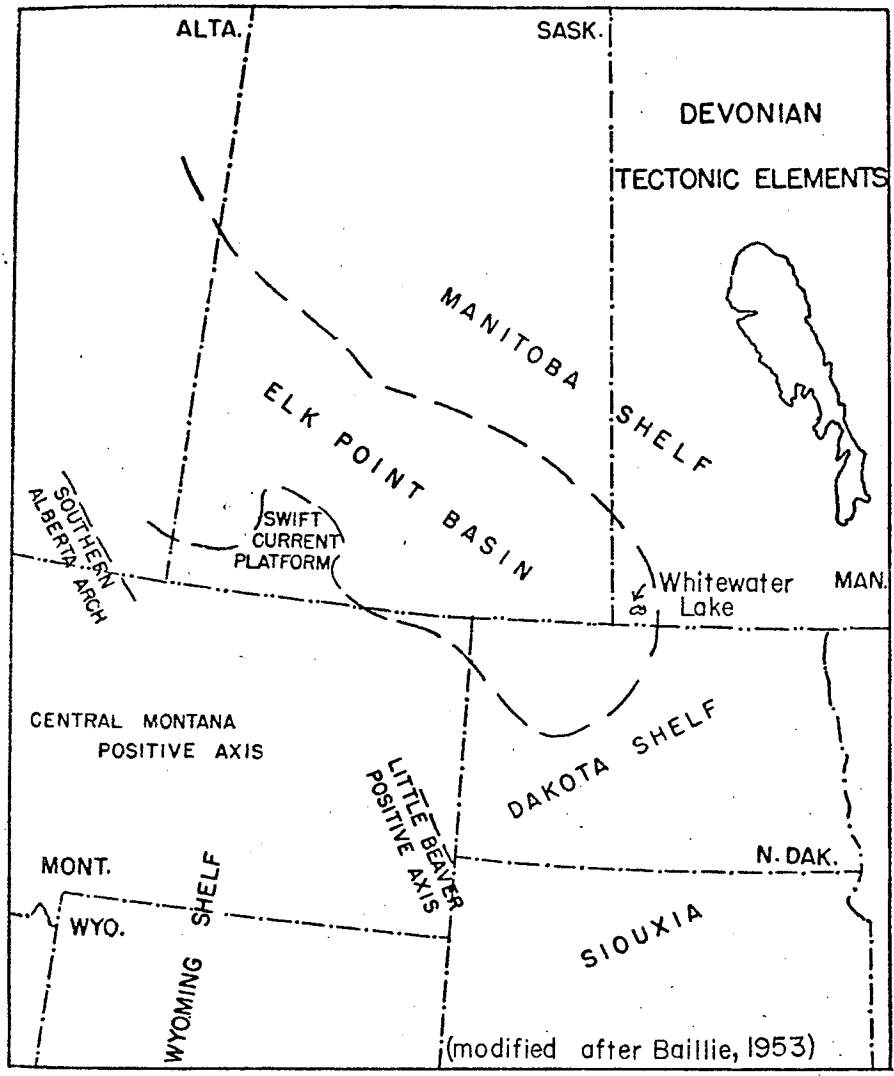 ALTA.
SASK.
DEVONIAN
TECTONIC ELEMENTS
MANITOBA SHELF
ELK POINT BASIN
SOUTHERN
ALBERTA ARCH
SWIFT
CURRENT
PLATFORM
Whitewater
Lake
MAN.
CENTRAL MONTANA
POSITIVE AXIS
DAKOTA SHELF
LITTLE BEAVER
POSITIVE AXIS
MONT.
N. DAK.
WYO.
WYOMING SHELF
SIOUXIA
(modified after Baillie, 1953)